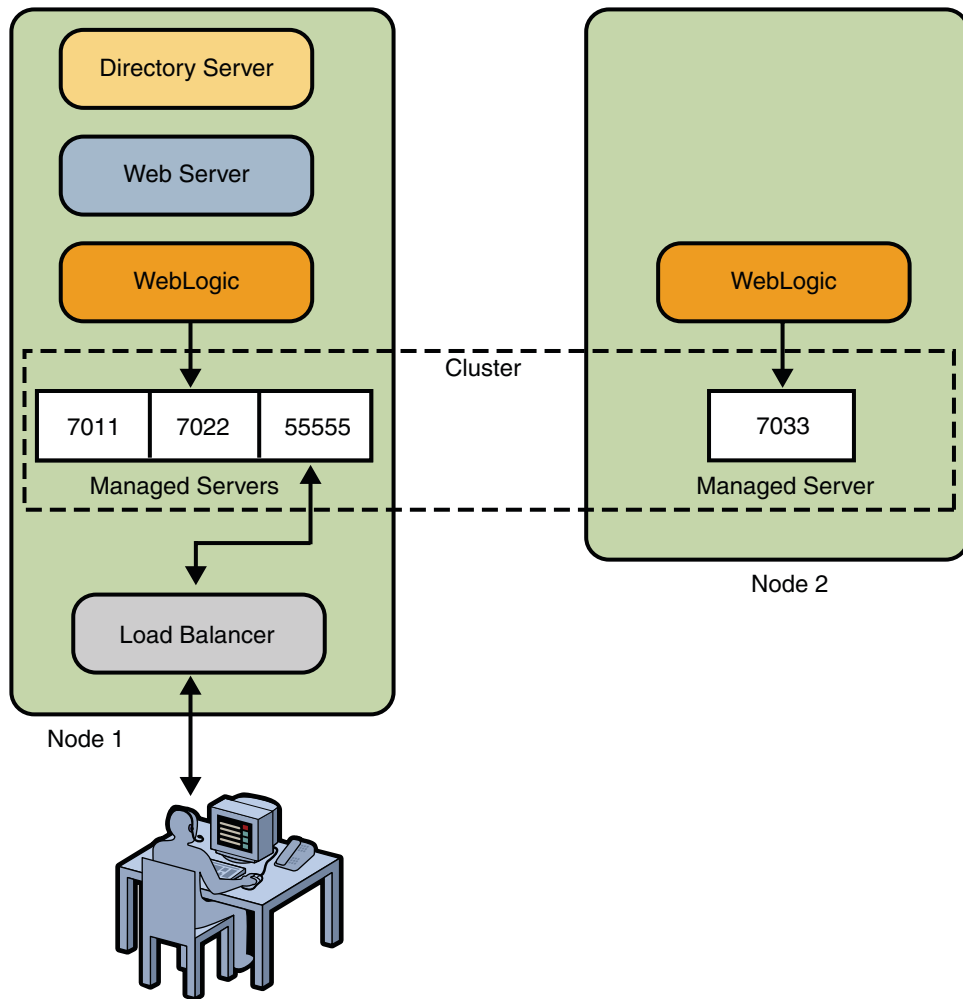 Directory Server
Web Server
WebLogic
WebLogic
Cluster
7011
7022
55555
7033
Managed Servers
Managed Server
Node 2
Load Balancer
Node 1